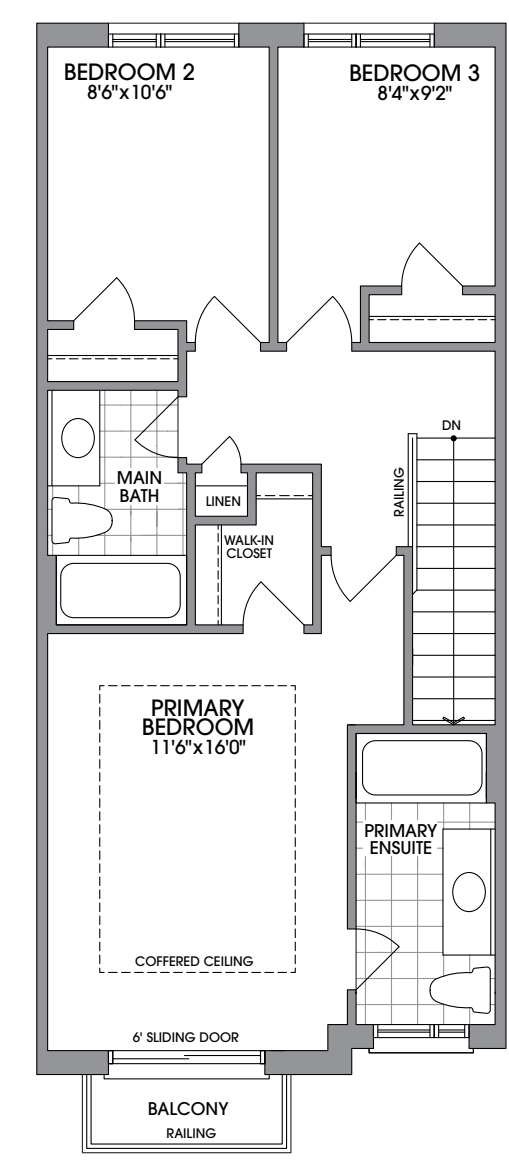 BEDROOM 2
8'6"x10'6"
BEDROOM 3
8'4"x9'2"
DN
RAILING
MAIN
BATH
LINEN
WALK-IN
CLOSET
PRIMARY
BEDROOM
11'6"x16'0"
PRIMARY
ENSUITE
COFFERED CEILING
6' SLIDING DOOR
BALCONY
RAILING